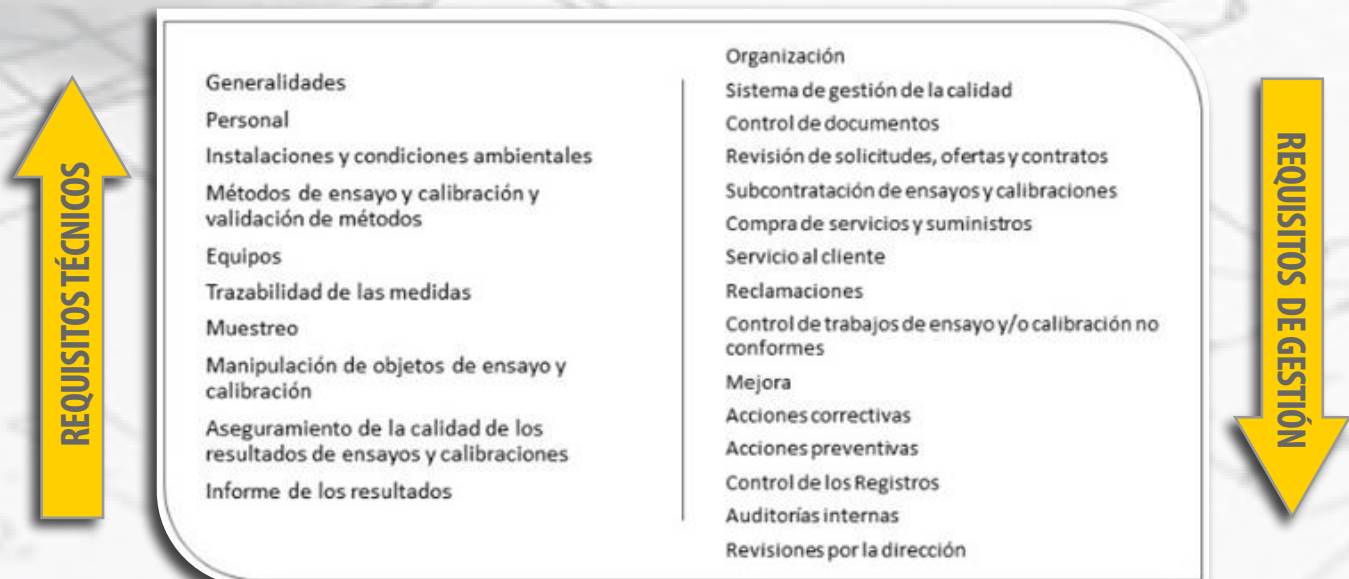 REQUISITOS TÉCNICOS
Generalidades
Personal
Instalaciones y condiciones ambientales
Métodos de ensayo y calibración y
validación de métodos
Equipos
Trazabilidad de las medidas
Muestreo
Manipulación de objetos de ensayo y
calibración
Aseguramiento de la calidad de los
resultados de ensayos y calibraciones
Informe de los resultados
Organización
Sistema de gestión de la calidad
Control de documentos
Revisión de solicitudes, ofertas y contratos
Subcontratación de ensayos y calibraciones
Compra de servicios y suministros
Servicio al cliente
Reclamaciones
Control de trabajos de ensayo y/o calibración no
conformes
Mejora
Acciones correctivas
Acciones preventivas
Control de los Registros
Auditorías internas
Revisiones por la dirección
REQUISITOS DE GESTIÓN